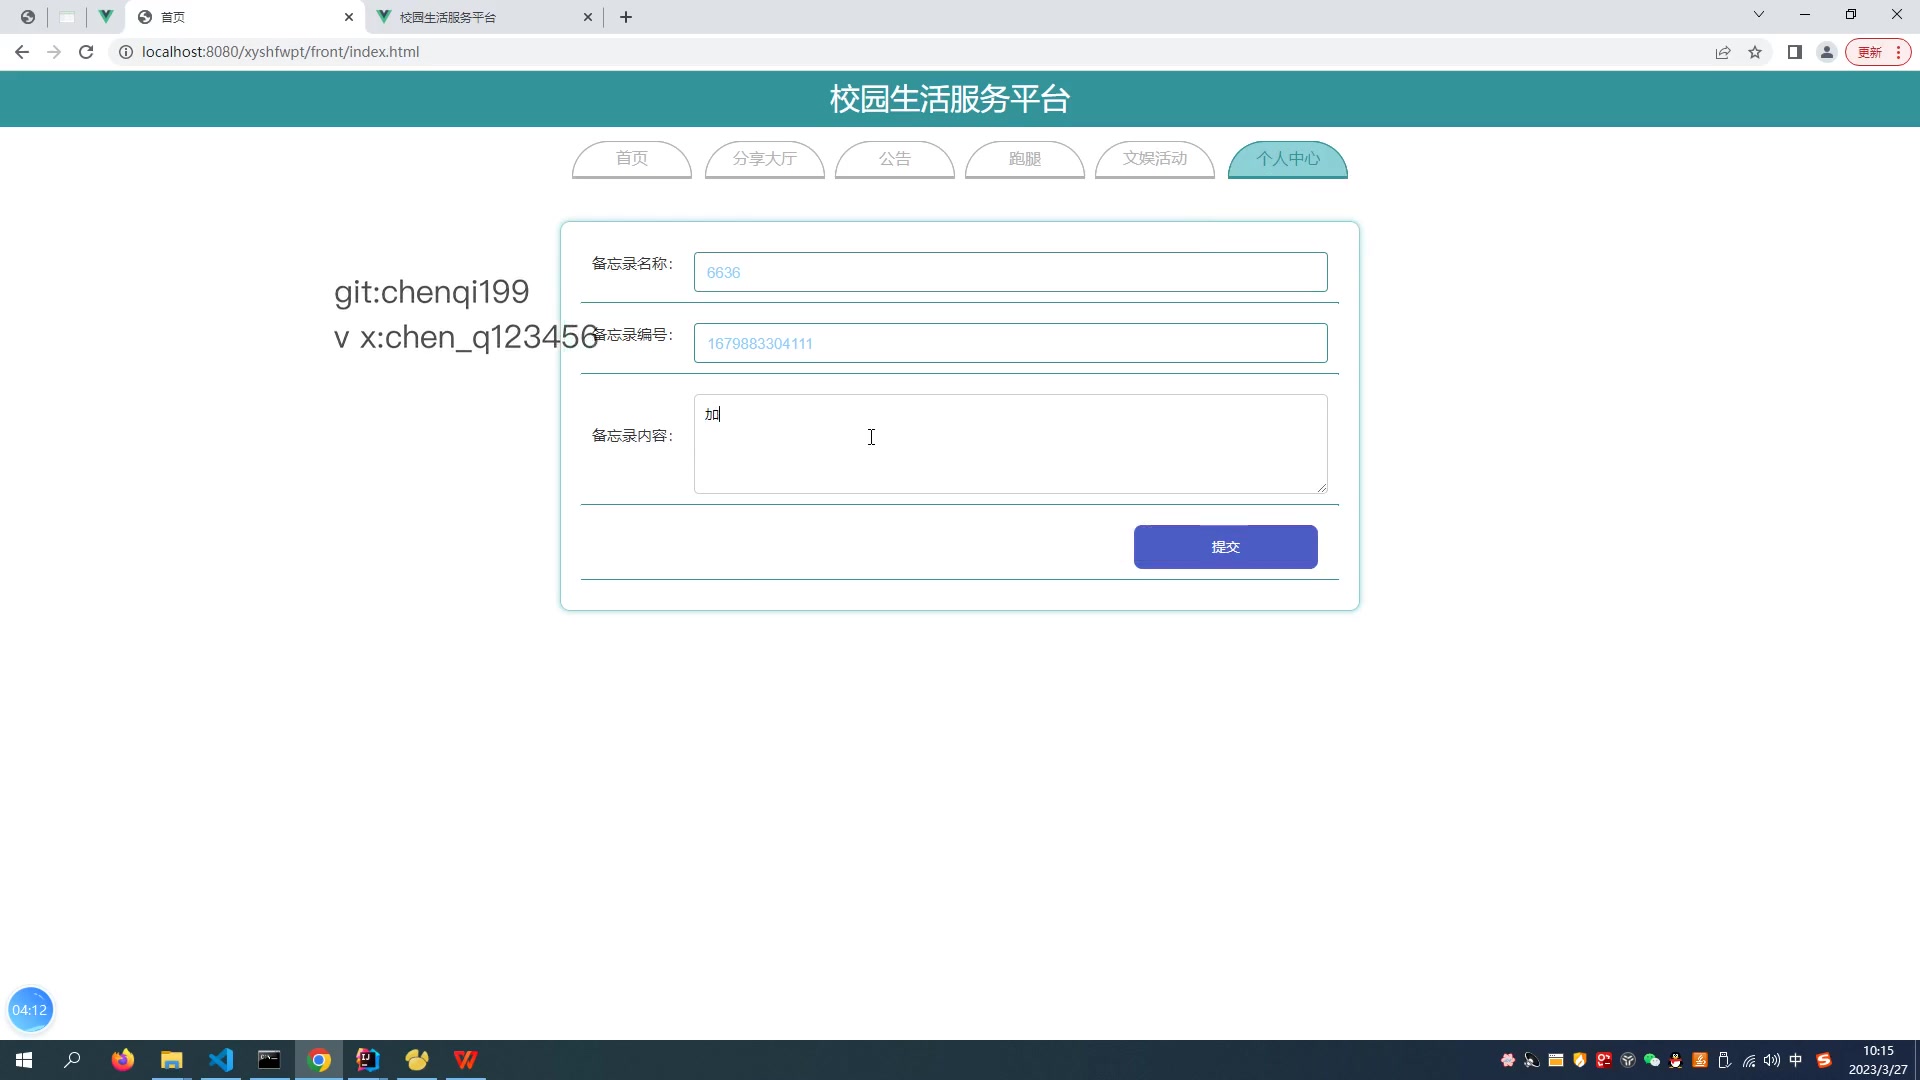 首页
校园生活服务平台
localhost:8080/xyshfwpt/front/index.html
更新
校园生活服务平台
首页
分享大厅
公告
跑腿
文娱活动
个人中心
备忘录名称：
6636
git:chenqi199
v x:chen_q123456
备忘录编号：
1679883304111
备忘录内容：
加
提交
04:12
中
10:15
2023/3/27